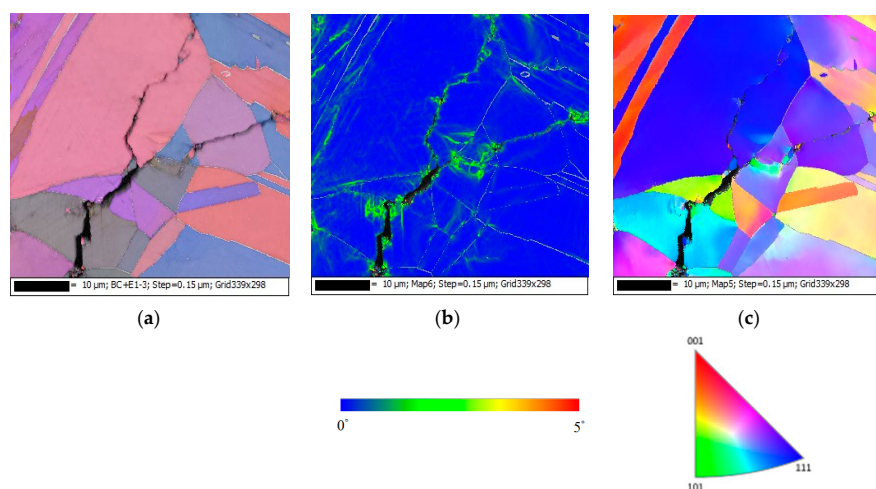 = 10 µm; BC+E1-3; Step=0.15 µm; Grid339x298
= 10 µm; Map6; Step=0.15 µm; Grid339x298
= 10 µm; Map5; Step=0.15 µm; Grid339x298
(a)
(b)
(c)
0°
5°
001
111
101